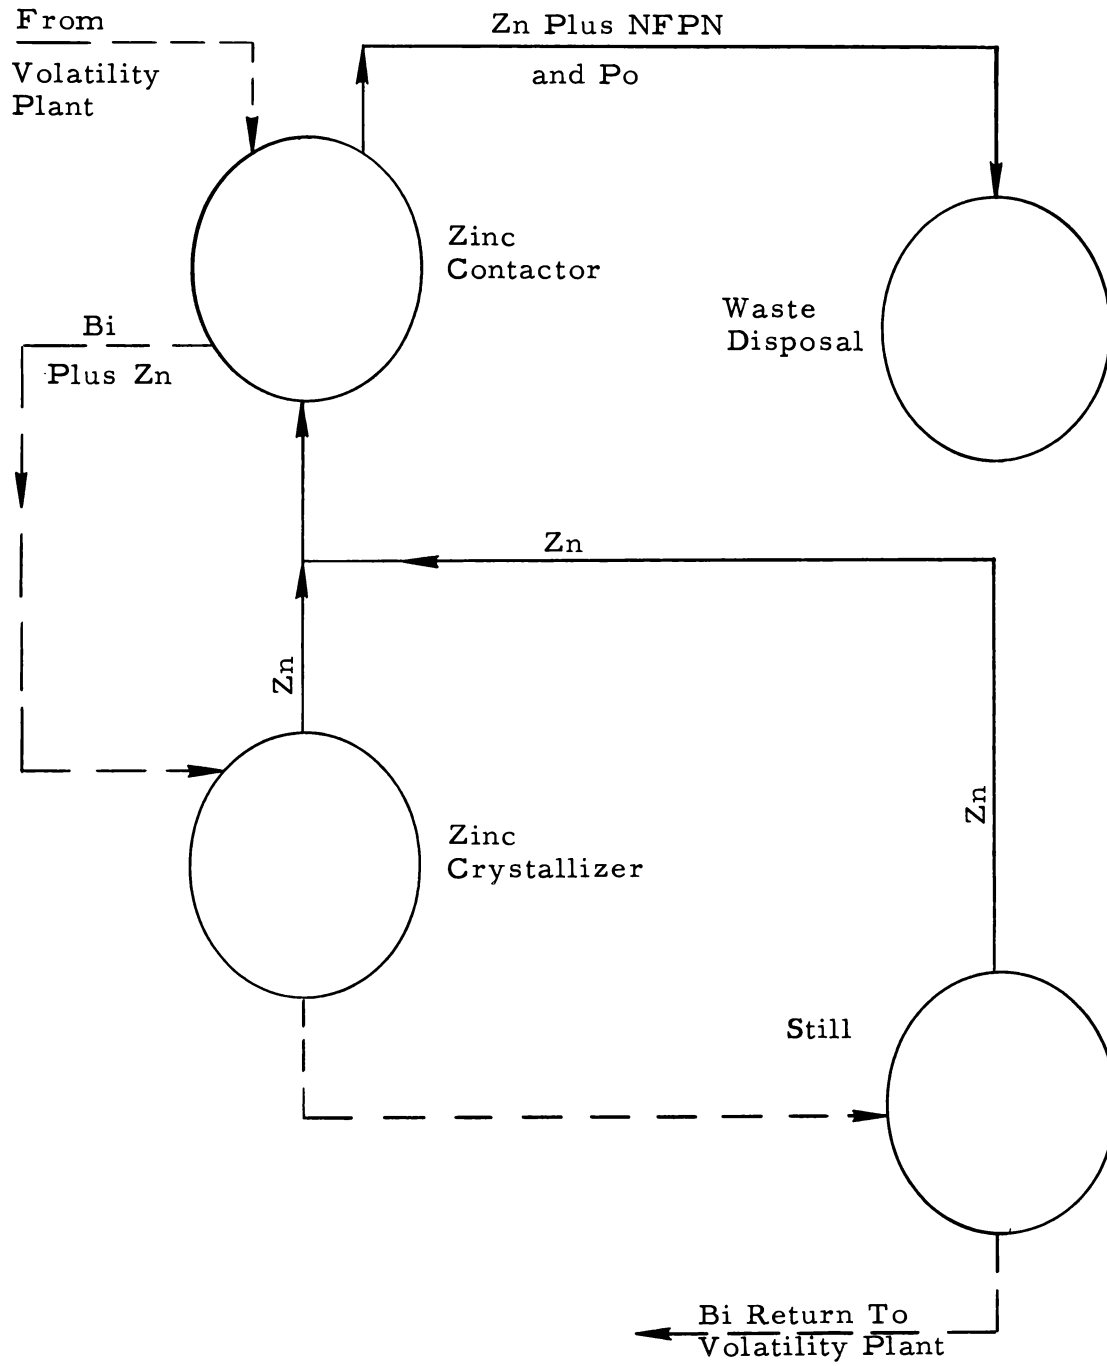 From
Volatility
Plant
Zn Plus NFPN
and Po
Zinc
Contactor
Waste
Disposal
Bi
Plus Zn
Zn
Zn
Zn
Zinc
Crystallizer
Still
Bi Return To
Volatility Plant